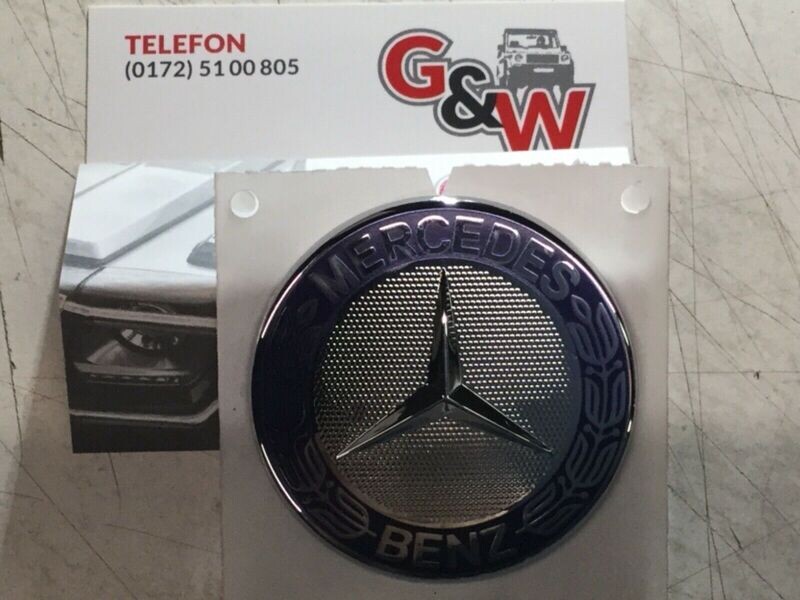 TELEFON
(0172) 51 00 805
G&W
MERCEDES
BENZ